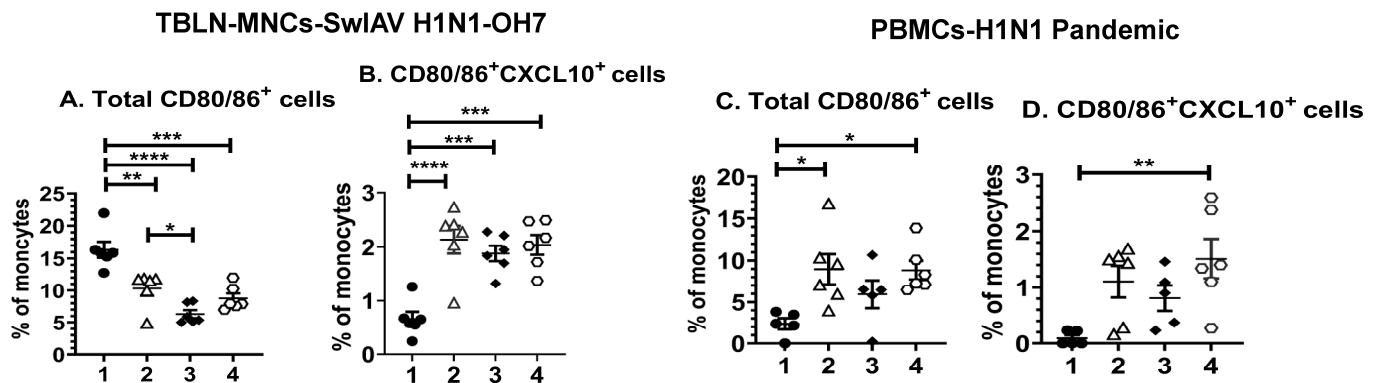 TBLN-MNCs-SwIAV H1N1-OH7
PBMCs-H1N1 Pandemic
A. Total CD80/86⁺ cells
***
****
**
*
% of monocytes
25
20
15
10
5
0
1 2 3 4
B. CD80/86⁺CXCL10⁺ cells
***
***
****
% of monocytes
3
2
1
0
1 2 3 4
C. Total CD80/86⁺ cells
*
*
% of monocytes
20
15
10
5
0
1 2 3 4
D. CD80/86⁺CXCL10⁺ cells
**
% of monocytes
3
2
1
0
1 2 3 4